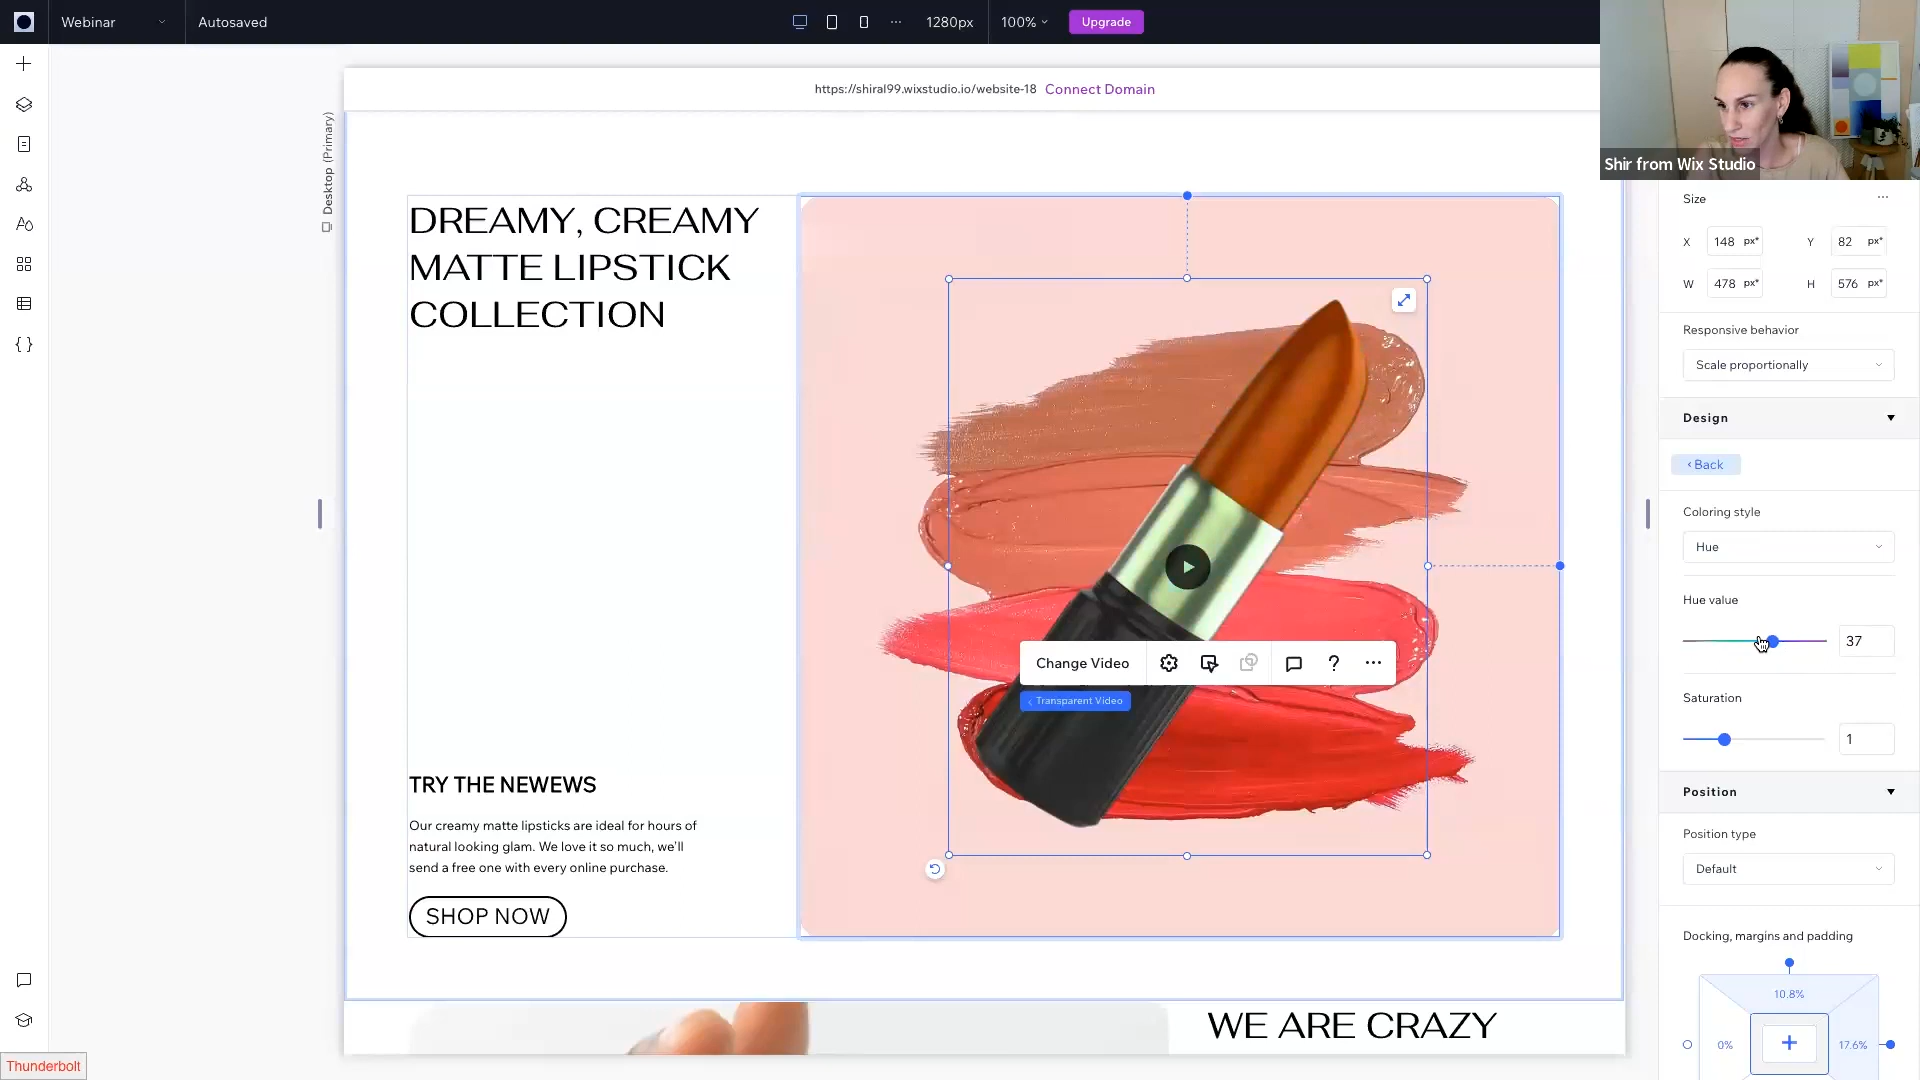 Webinar
Autosaved
1280px
100%
Upgrade
https://shiral99.wixstudio.io/website-18 Connect Domain
Shir from Wix Studio
Desktop (Primary)
DREAMY, CREAMY
MATTE LIPSTICK
COLLECTION
Change Video
Transparent Video
TRY THE NEWEWS
Our creamy matte lipsticks are ideal for hours of
natural looking glam. We love it so much, we'll
send a free one with every online purchase.
SHOP NOW
WE ARE CRAZY
Thunderbolt
Size
X 148 px* Y 82 px*
W 478 px* H 576 px*
Responsive behavior
Scale proportionally
Design
Back
Coloring style
Hue
Hue value
37
Saturation
1
Position
Position type
Default
Docking, margins and padding
10.8%
0%
17.6%